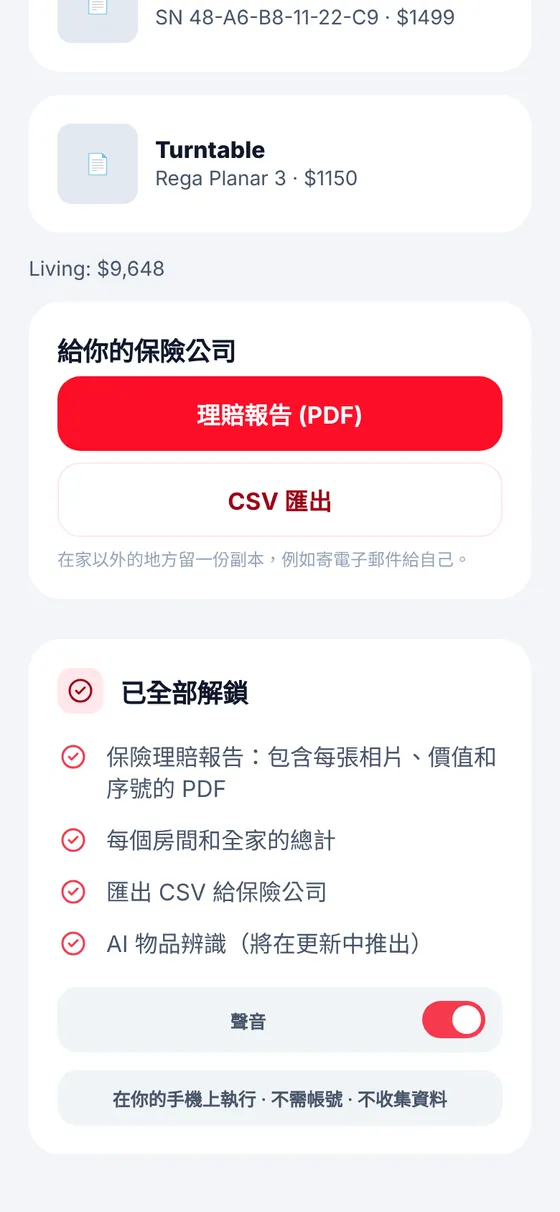 SN 48-A6-B8-11-22-C9 · $1499
Turntable
Rega Planar 3 · $1150
Living: $9,648
給你的保險公司
理賠報告 (PDF)
CSV 匯出
在家以外的地方留一份副本，例如寄電子郵件給自己。
已全部解鎖
保險理賠報告：包含每張相片、價值和
序號的 PDF
每個房間和全家的總計
匯出 CSV 給保險公司
AI 物品辨識（將在更新中推出）
聲音
在你的手機上執行 · 不需帳號 · 不收集資料